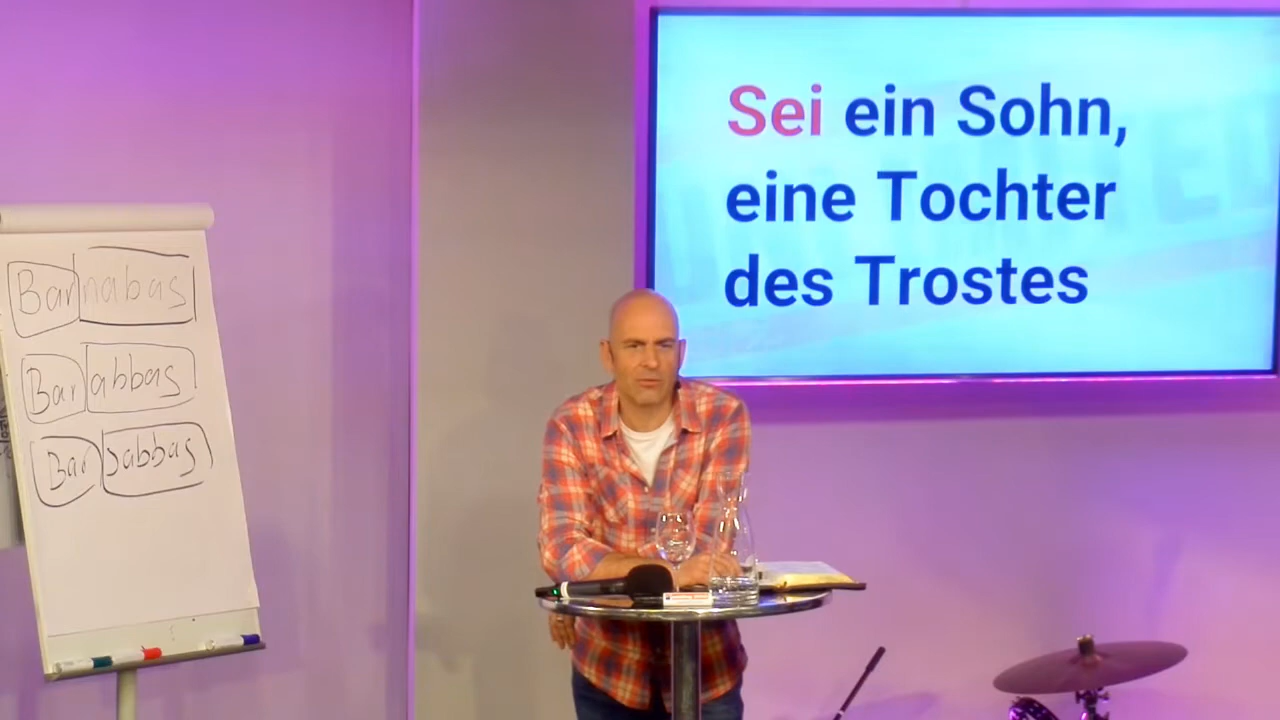 Barnabas
Barabbas
Barsabbas
Sei ein Sohn,
eine Tochter
des Trostes